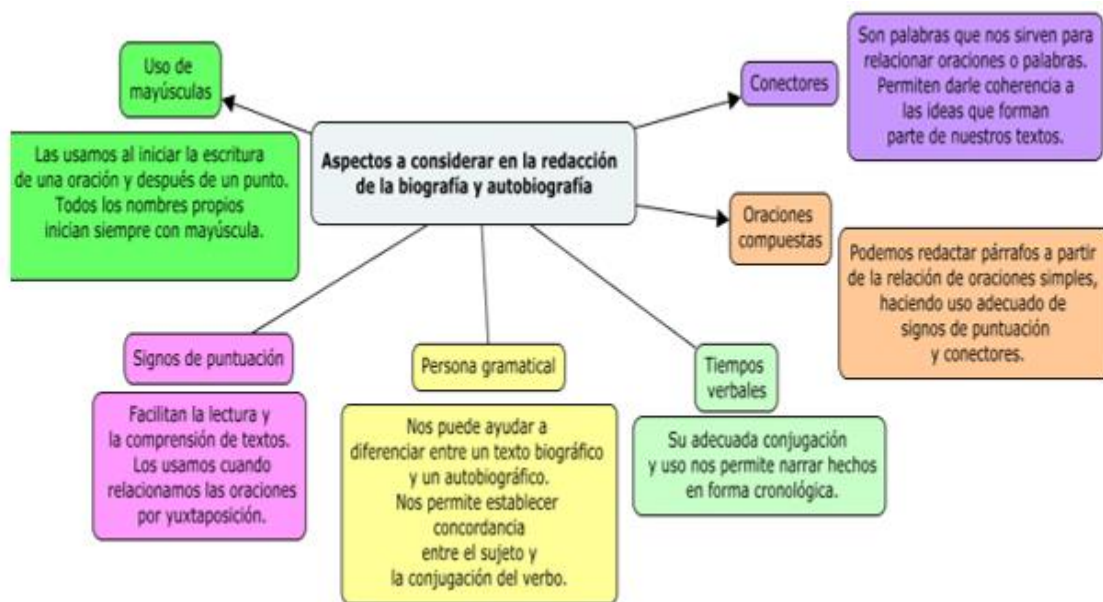 Aspectos a considerar en la redacción
de la biografía y autobiografía
Uso de
mayúsculas
Las usamos al iniciar la escritura
de una oración y después de un punto.
Todos los nombres propios
inician siempre con mayúscula.
Conectores
Son palabras que nos sirven para
relacionar oraciones o palabras.
Permiten darle coherencia a
las ideas que forman
parte de nuestros textos.
Oraciones
compuestas
Podemos redactar párrafos a partir
de la relación de oraciones simples,
haciendo uso adecuado de
signos de puntuación
y conectores.
Signos de puntuación
Facilitan la lectura y
la comprensión de textos.
Los usamos cuando
relacionamos las oraciones
por yuxtaposición.
Persona gramatical
Nos puede ayudar a
diferenciar entre un texto biográfico
y un autobiográfico.
Nos permite establecer
concordancia
entre el sujeto y
la conjugación del verbo.
Tiempos
verbales
Su adecuada conjugación
y uso nos permite narrar hechos
en forma cronológica.